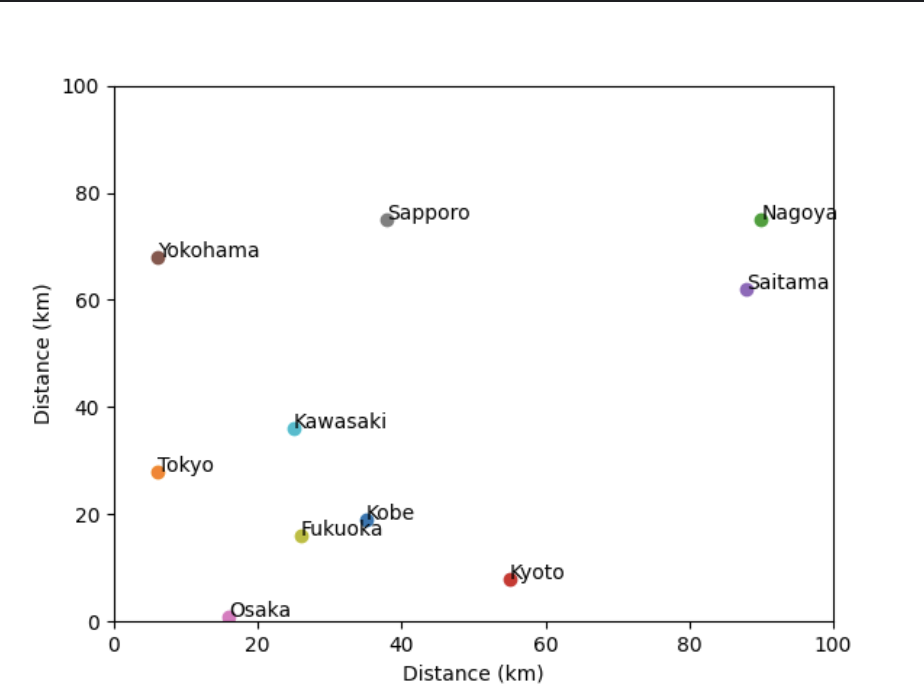 100
80
60
40
20
0
Distance (km)
Sapporo
Nagoya
Yokohama
Saitama
Kawasaki
Tokyo
Kobe
Fukuoka
Kyoto
Osaka
0 20 40 60 80 100
Distance (km)